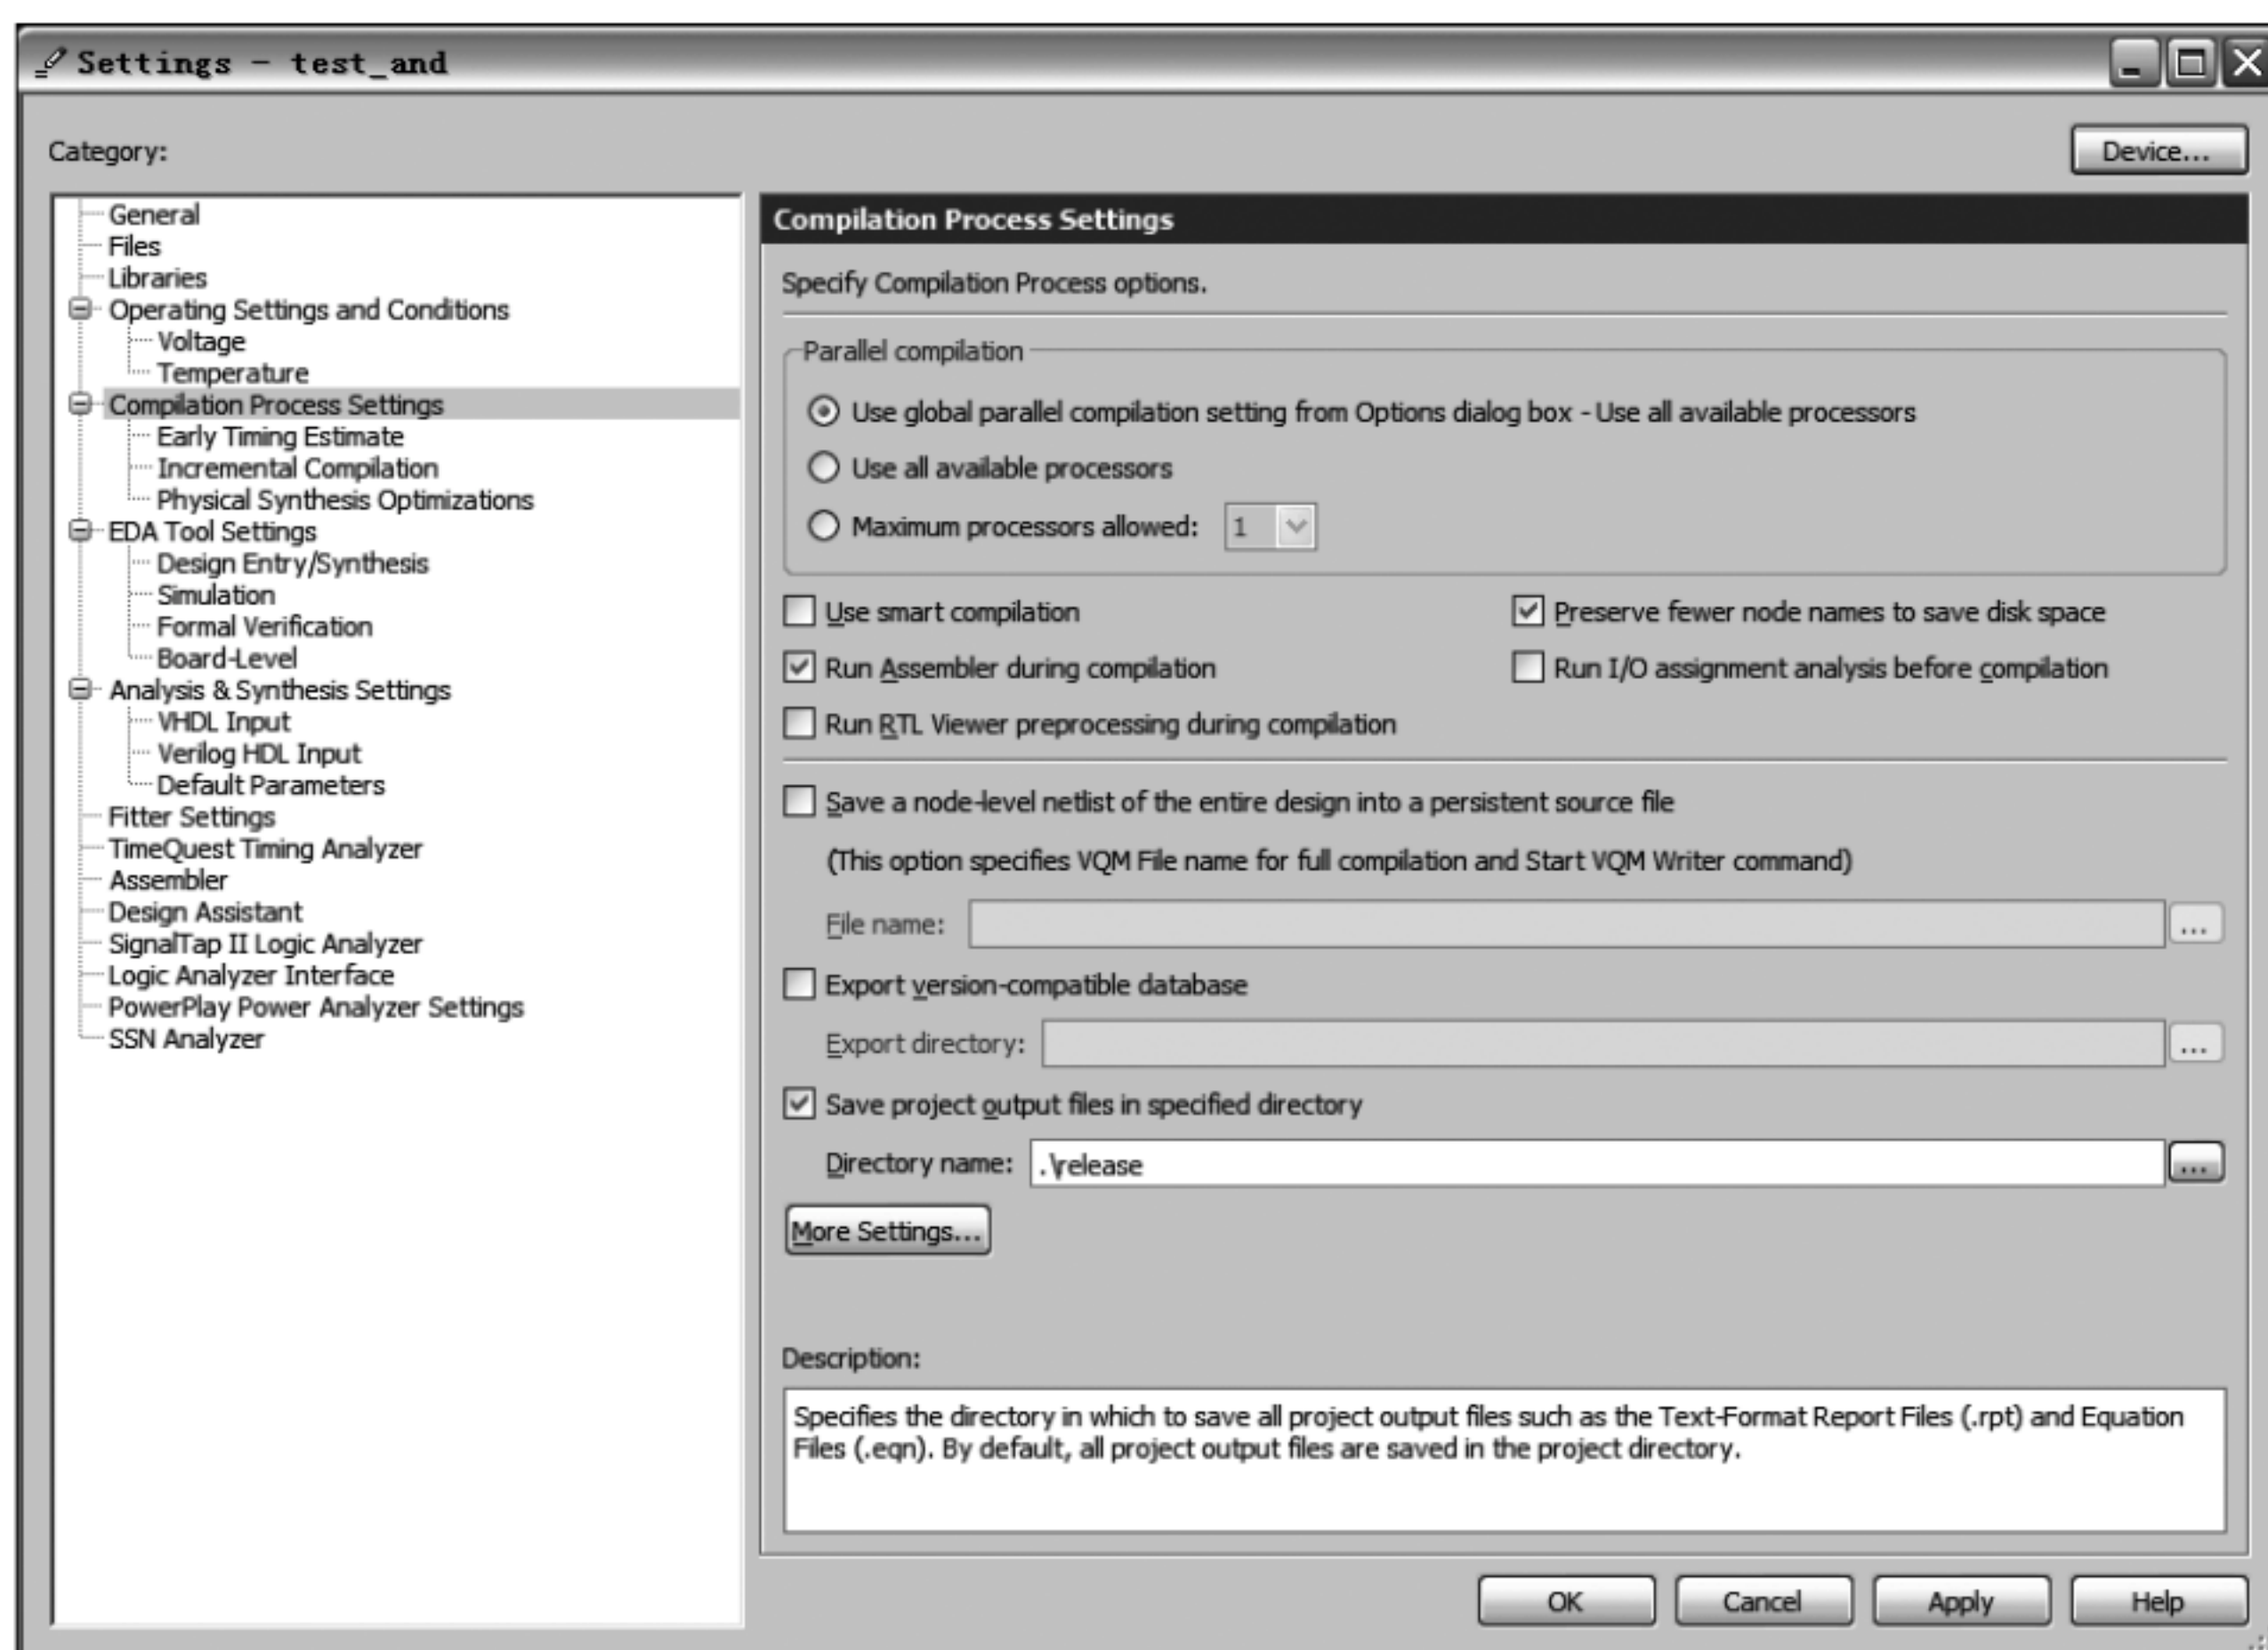 Settings - test_and
Category:
Device...
General
Files
Libraries
Operating Settings and Conditions
Voltage
Temperature
Compilation Process Settings
Early Timing Estimate
Incremental Compilation
Physical Synthesis Optimizations
EDA Tool Settings
Design Entry/Synthesis
Simulation
Formal Verification
Board-Level
Analysis & Synthesis Settings
VHDL Input
Verilog HDL Input
Default Parameters
Fitter Settings
TimeQuest Timing Analyzer
Assembler
Design Assistant
SignalTap II Logic Analyzer
Logic Analyzer Interface
PowerPlay Power Analyzer Settings
SSN Analyzer
Compilation Process Settings
Specify Compilation Process options.
Parallel compilation
Use global parallel compilation setting from Options dialog box - Use all available processors
Use all available processors
Maximum processors allowed: 1
Use smart compilation
Preserve fewer node names to save disk space
Run Assembler during compilation
Run I/O assignment analysis before compilation
Run RTL Viewer preprocessing during compilation
Save a node-level netlist of the entire design into a persistent source file
(This option specifies VQM File name for full compilation and Start VQM Writer command)
File name: ...
Export version-compatible database
Export directory: ...
Save project output files in specified directory
Directory name: .\release ...
More Settings...
Description:
Specifies the directory in which to save all project output files such as the Text-Format Report Files (.rpt) and Equation
Files (.eqn). By default, all project output files are saved in the project directory.
OK Cancel Apply Help